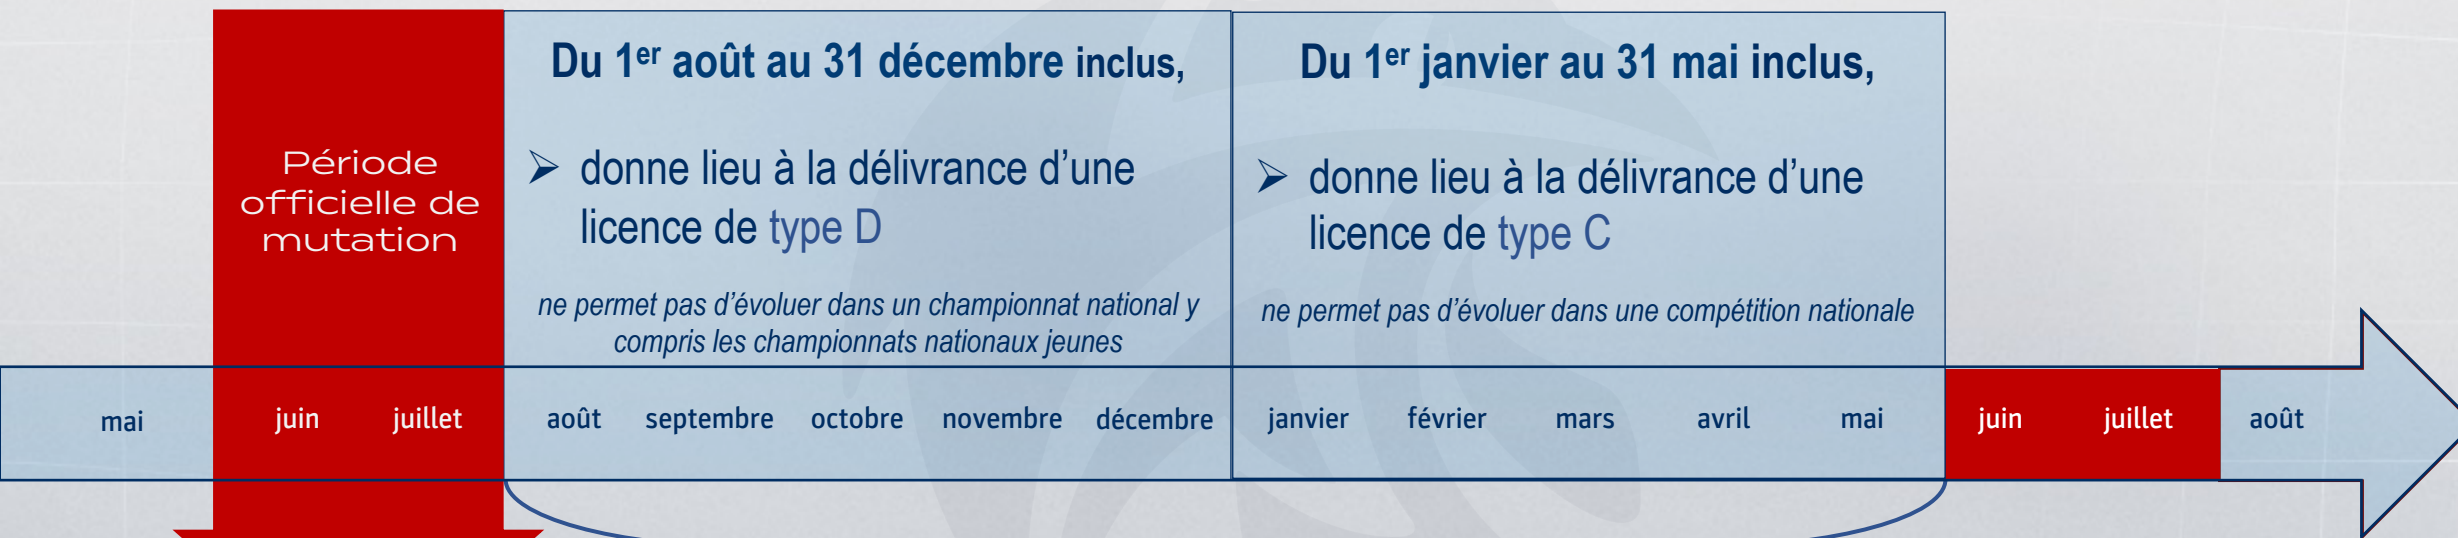 Période
officielle de
mutation
Du 1er août au 31 décembre inclus,
➢ donne lieu à la délivrance d’une
licence de type D
ne permet pas d’évoluer dans un championnat national y
compris les championnats nationaux jeunes
Du 1er janvier au 31 mai inclus,
➢ donne lieu à la délivrance d’une
licence de type C
ne permet pas d’évoluer dans une compétition nationale
mai juin juillet août septembre octobre novembre décembre janvier février mars avril mai juin juillet août